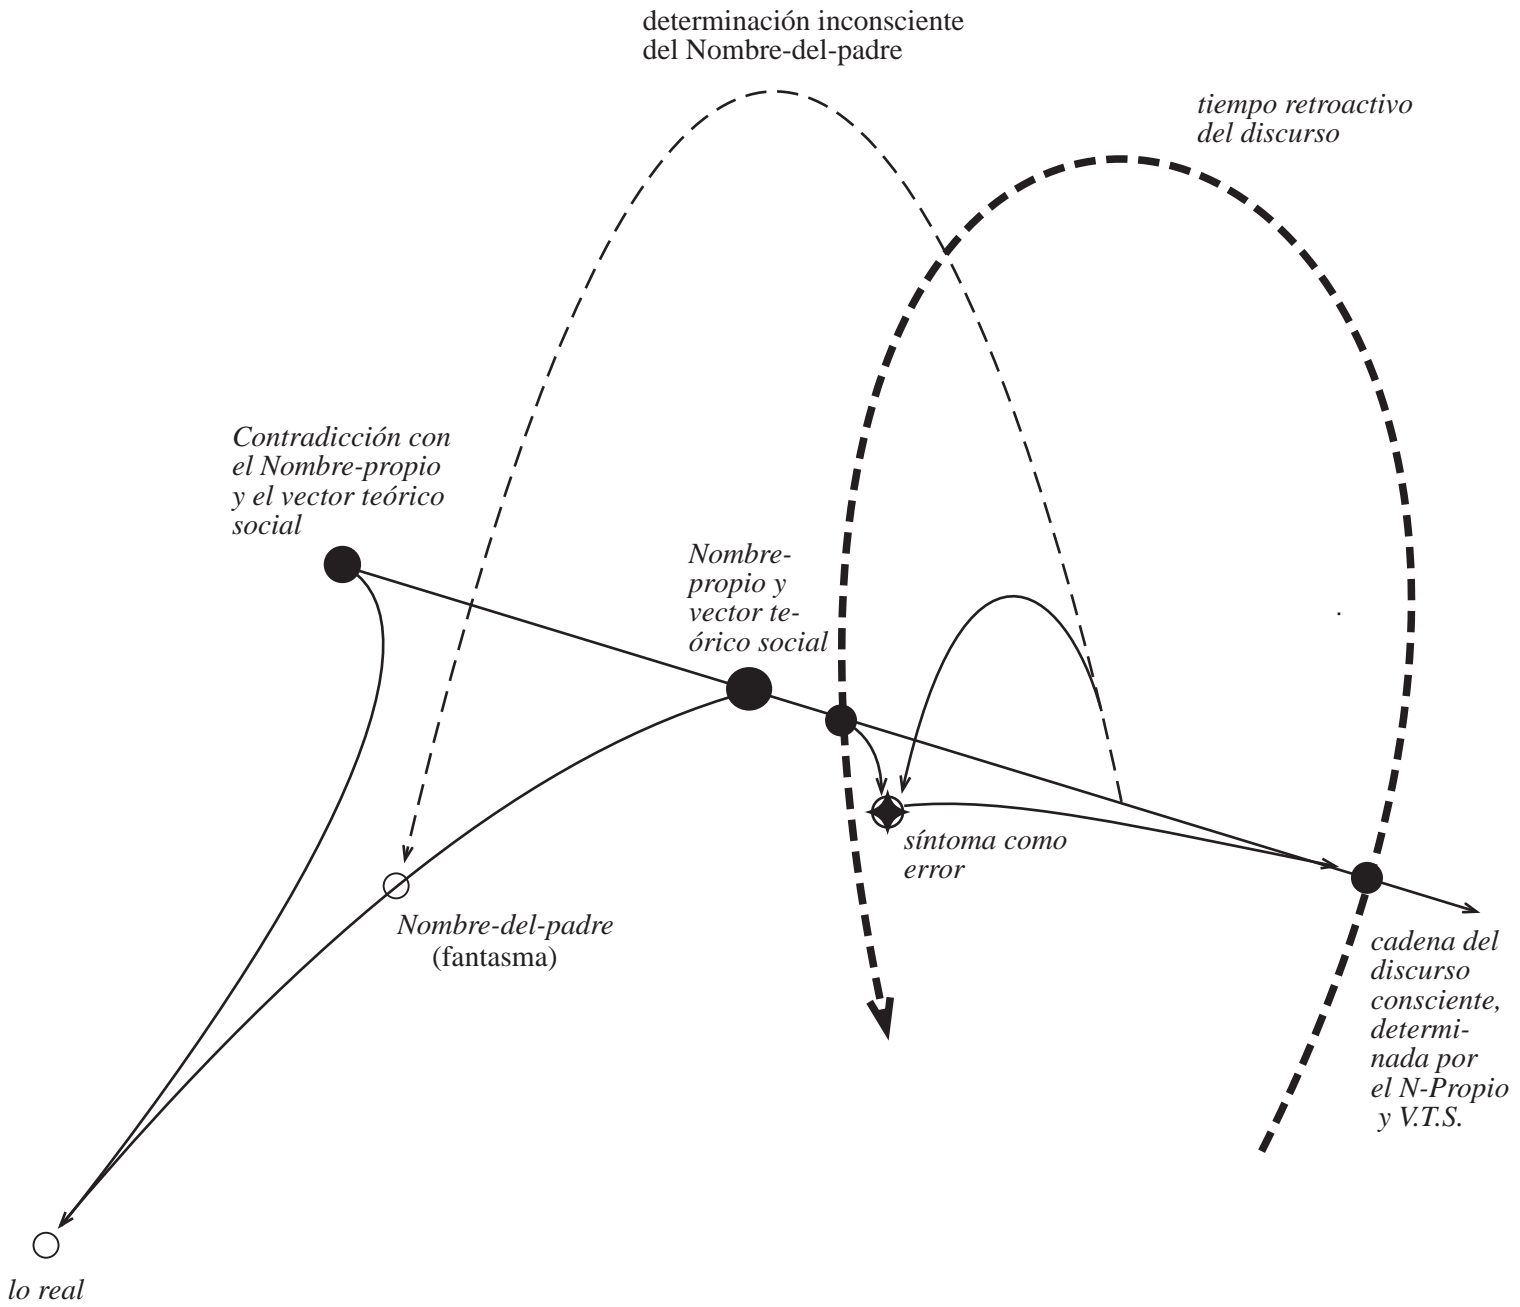 determinación inconsciente
del Nombre-del-padre
tiempo retroactivo
del discurso
Contradicción con
el Nombre-propio
y el vector teórico
social
Nombre-
propio y
vector te-
órico social
síntoma como
error
Nombre-del-padre
(fantasma)
cadena del
discurso
consciente,
determi-
nada por
el N-Propio
y V.T.S.
lo real